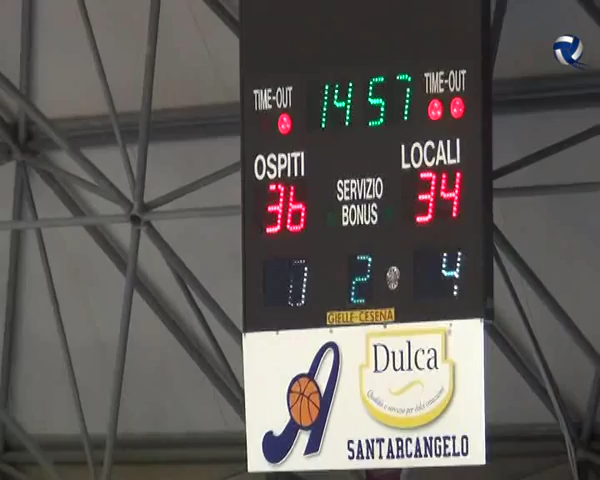 TIME-OUT 14 57 TIME-OUT
OSPITI LOCALI
36 SERVIZIO 34
BONUS
0 2 4
GIELLE-CESENA
Dulca
SANTARCANGELO